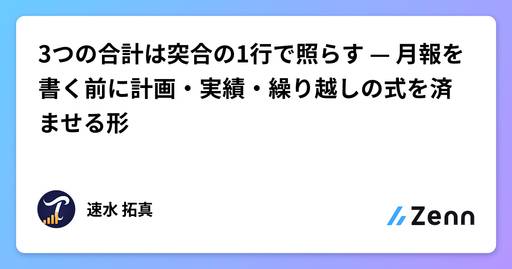 3つの合計は突合の1行で照らす — 月報を
書く前に計画・実績・繰り越しの式を済
ませる形
速水 拓真
Zenn